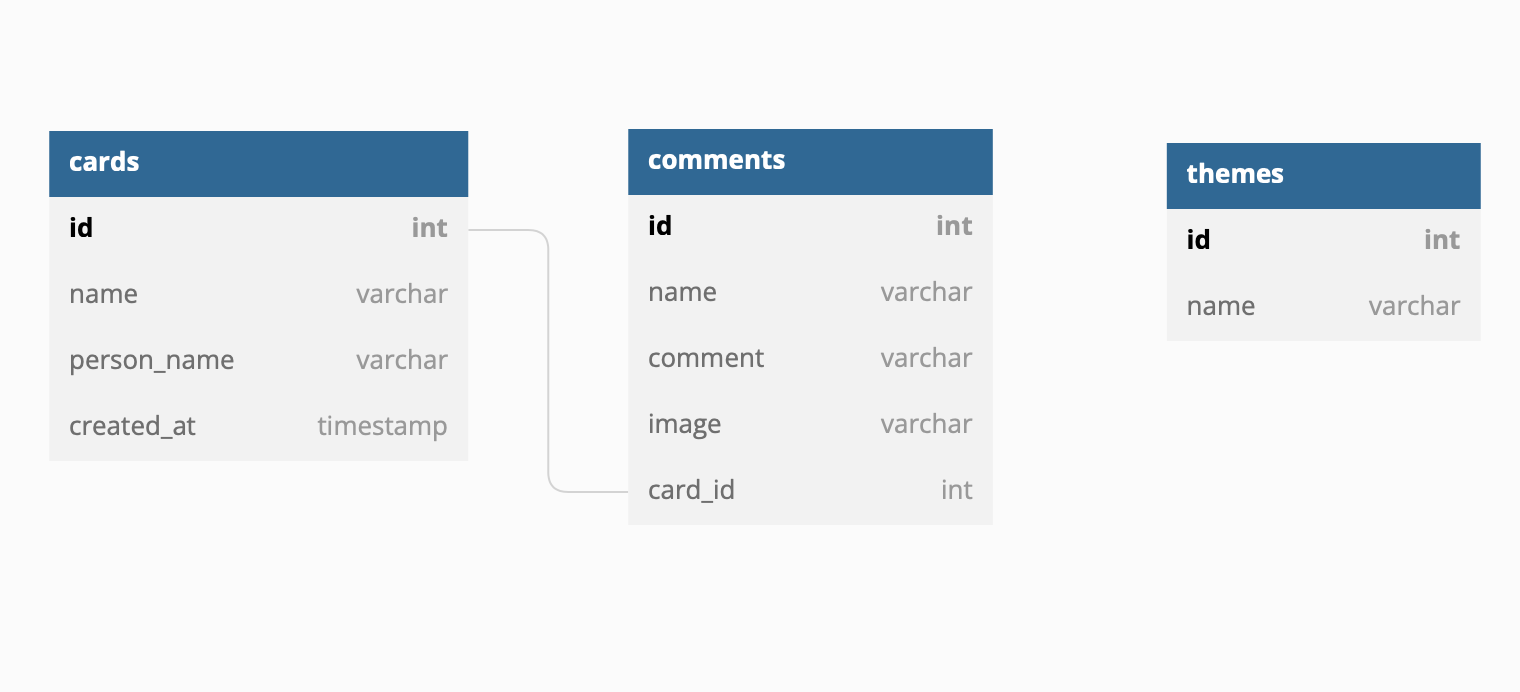 cards
id int
name varchar
person_name varchar
created_at timestamp
comments
id int
name varchar
comment varchar
image varchar
card_id int
themes
id int
name varchar